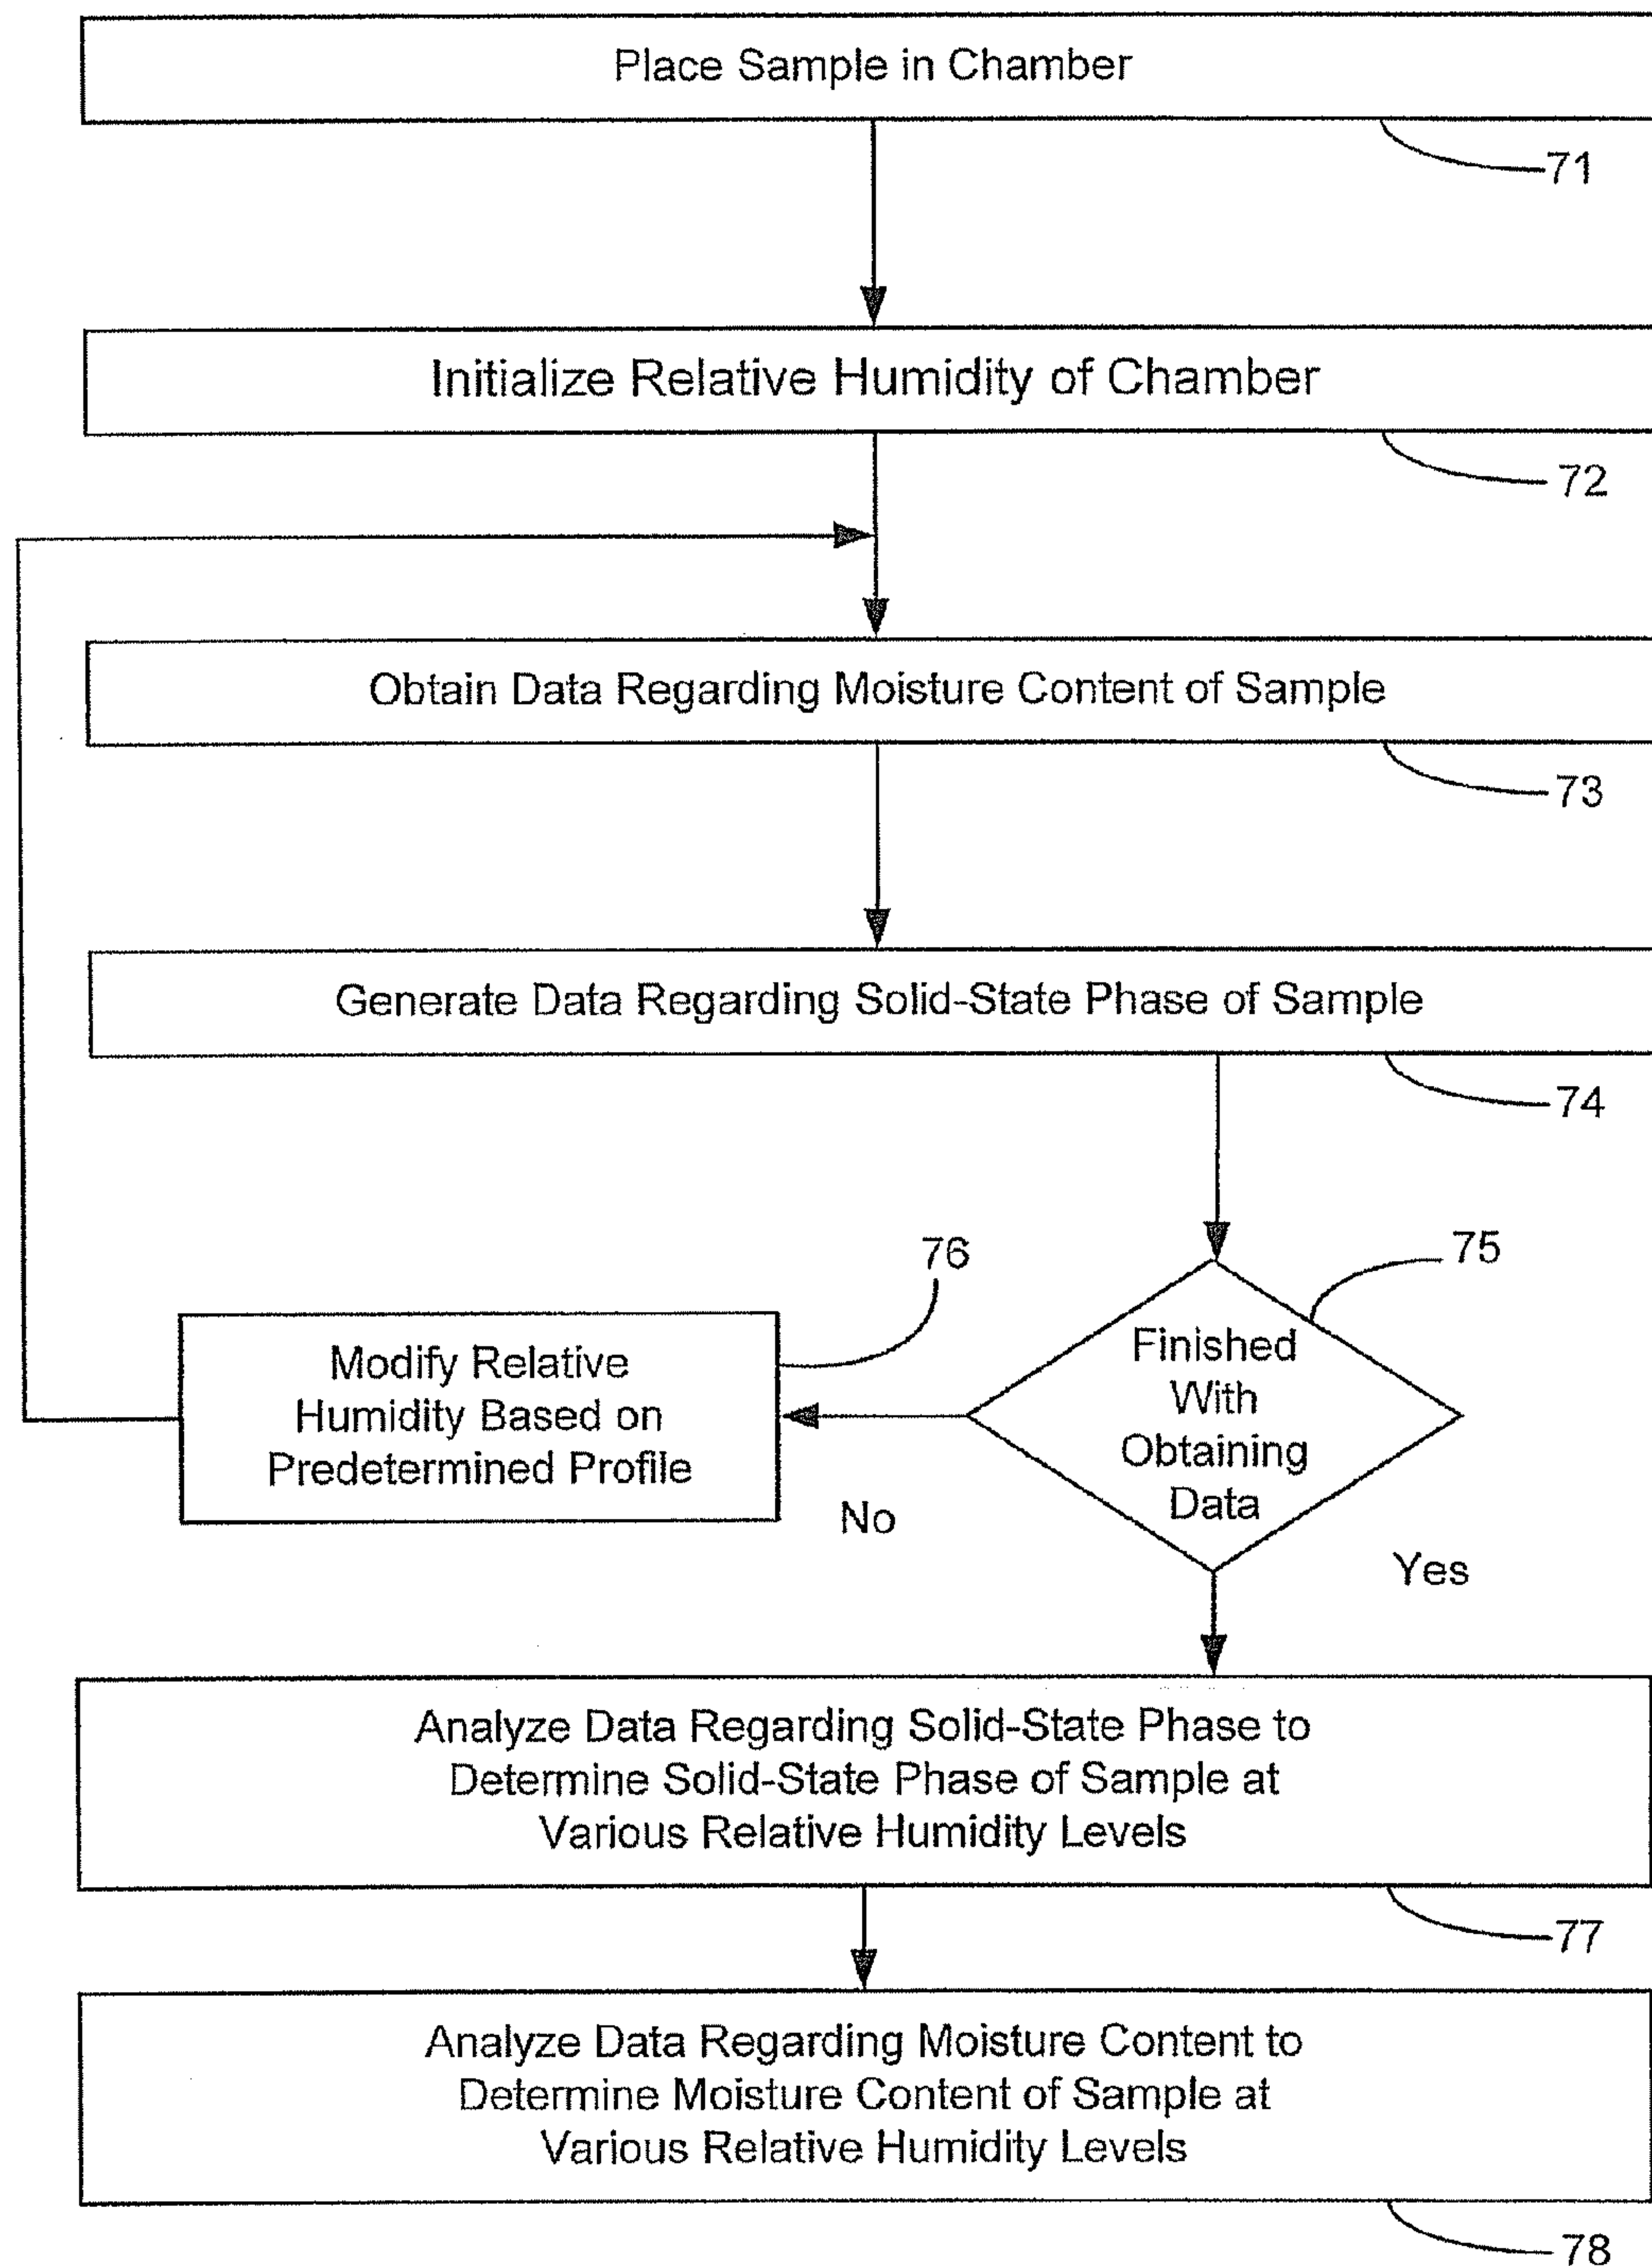 Place Sample in Chamber
71
Initialize Relative Humidity of Chamber
72
Obtain Data Regarding Moisture Content of Sample
73
Generate Data Regarding Solid-State Phase of Sample
74
76
75
Modify Relative
Humidity Based on
Predetermined Profile
Finished
With
Obtaining
Data
No
Yes
Analyze Data Regarding Solid-State Phase to
Determine Solid-State Phase of Sample at
Various Relative Humidity Levels
77
Analyze Data Regarding Moisture Content to
Determine Moisture Content of Sample at
Various Relative Humidity Levels
78